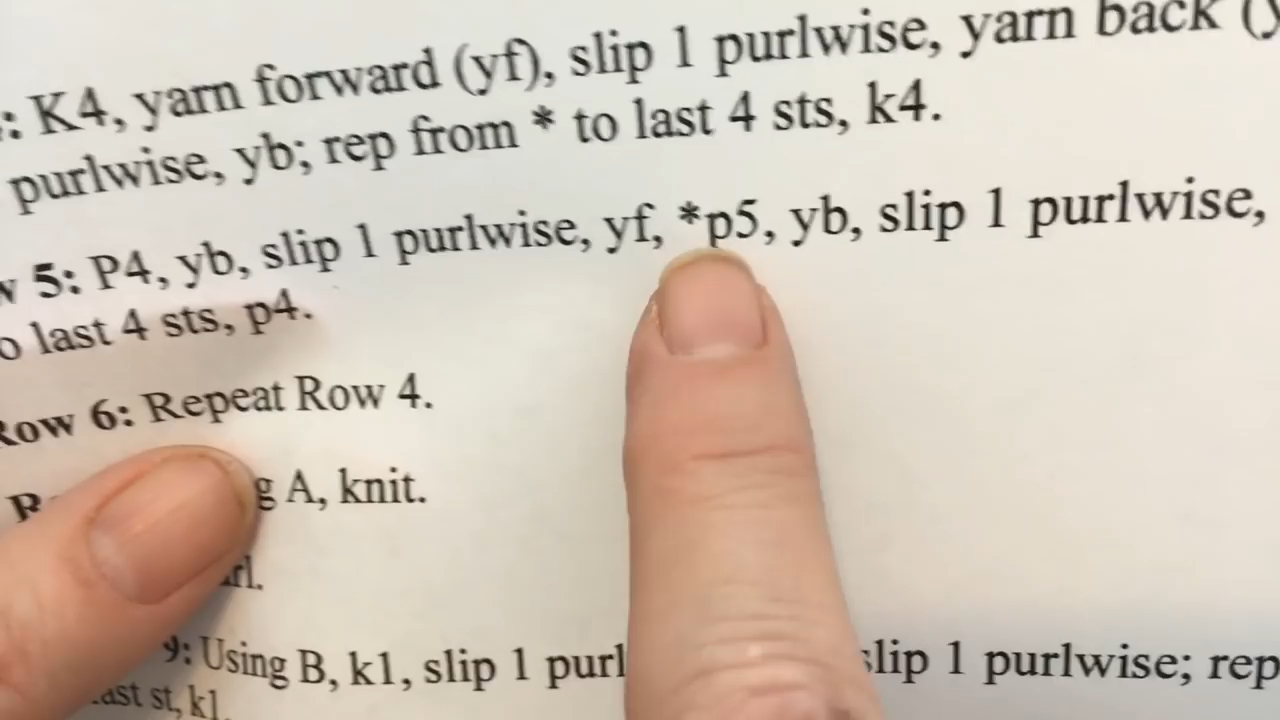 : K4, yarn forward (yf), slip 1 purlwise, yarn back (y
purlwise, yb; rep from * to last 4 sts, k4.
w 5: P4, yb, slip 1 purlwise, yf, *p5, yb, slip 1 purlwise,
o last 4 sts, p4.
Row 6: Repeat Row 4.
g A, knit.
rl.
9: Using B, k1, slip 1 purl slip 1 purlwise; rep
last st, k1.